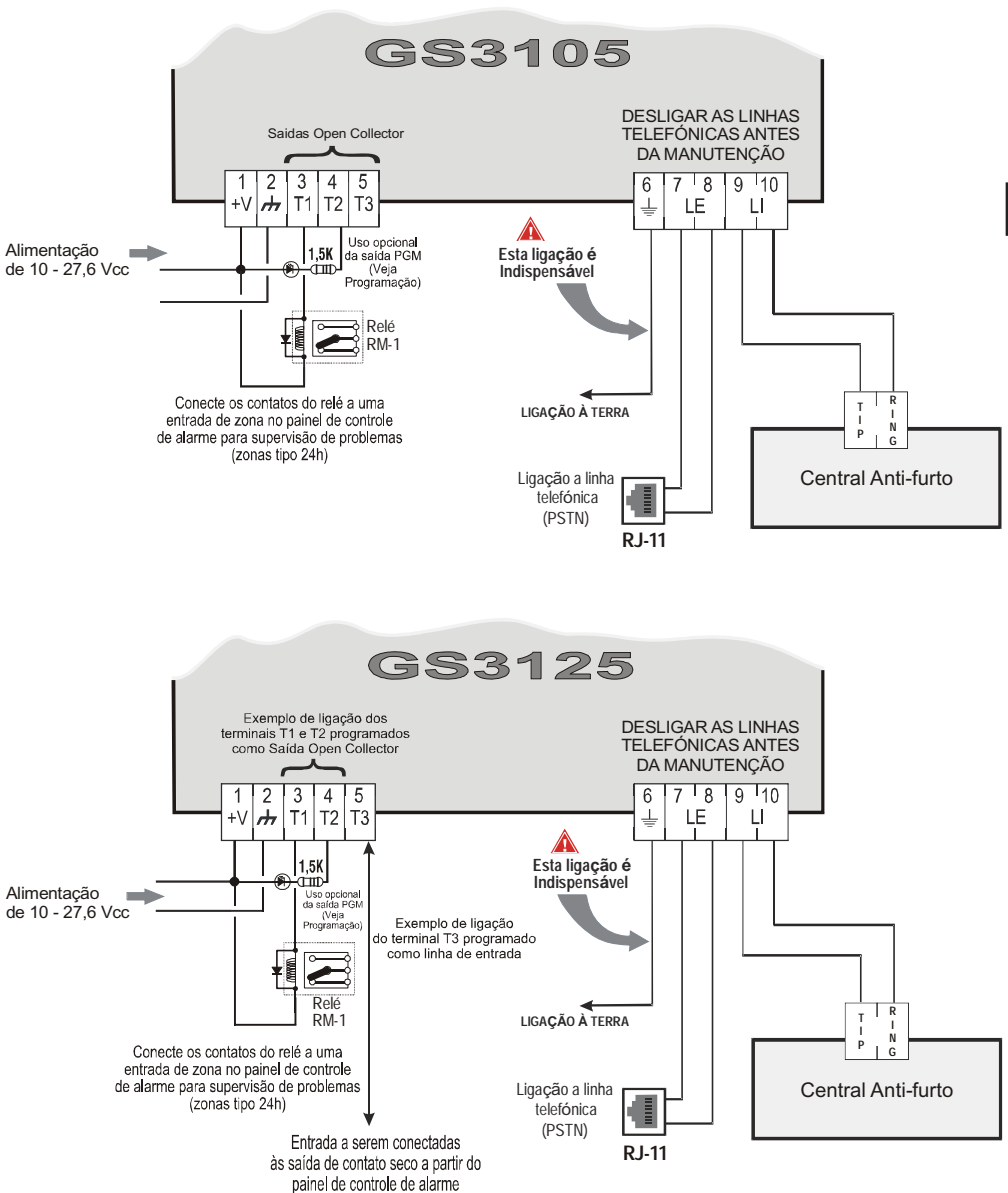 GS3105
Saidas Open Collector
DESLIGAR AS LINHAS
TELEFÓNICAS ANTES
DA MANUTENÇÃO
1 2 3 4 5
+V T1 T2 T3
6 7 8 9 10
LE LI
Alimentação
de 10 - 27,6 Vcc
1,5K
Uso opcional
da saída PGM
(Veja
Programação)
Relé
RM-1
Conecte os contatos do relé a uma
entrada de zona no painel de controle
de alarme para supervisão de problemas
(zonas tipo 24h)
Esta ligação é
Indispensável
LIGAÇÃO À TERRA
Ligação a linha
telefónica
(PSTN)
RJ-11
TIP
RING
Central Anti-furto
GS3125
Exemplo de ligação dos
terminais T1 e T2 programados
como Saída Open Collector
DESLIGAR AS LINHAS
TELEFÓNICAS ANTES
DA MANUTENÇÃO
1 2 3 4 5
+V T1 T2 T3
6 7 8 9 10
LE LI
Alimentação
de 10 - 27,6 Vcc
1,5K
Uso opcional
da saída PGM
(Veja
Programação)
Exemplo de ligação
do terminal T3 programado
como linha de entrada
Relé
RM-1
Conecte os contatos do relé a uma
entrada de zona no painel de controle
de alarme para supervisão de problemas
(zonas tipo 24h)
Entrada a serem conectadas
às saída de contato seco a partir do
painel de controle de alarme
Esta ligação é
Indispensável
LIGAÇÃO À TERRA
Ligação a linha
telefónica
(PSTN)
RJ-11
TIP
RING
Central Anti-furto